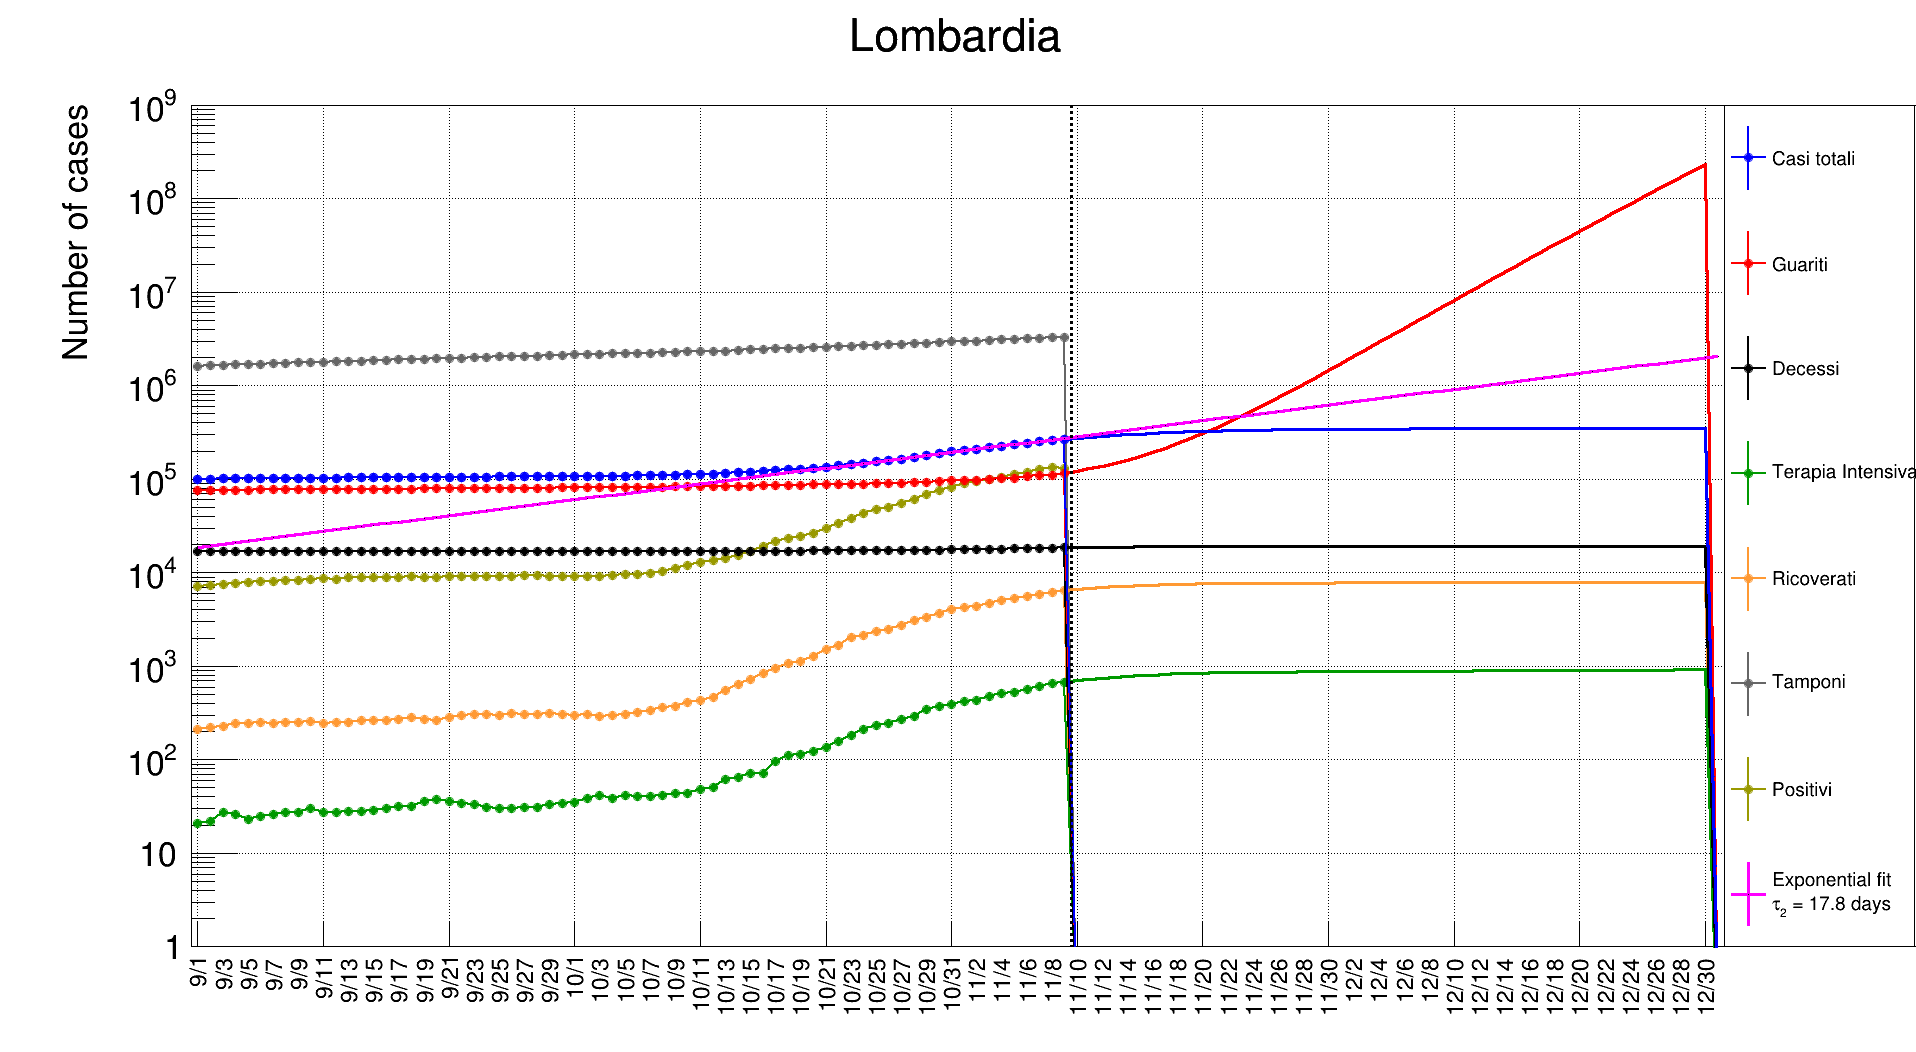 Lombardia
Number of cases
10^9
10^8
10^7
10^6
10^5
10^4
10^3
10^2
10
1
9/1 9/3 9/5 9/7 9/9 9/11 9/13 9/15 9/17 9/19 9/21 9/23 9/25 9/27 9/29 10/1 10/3 10/5 10/7 10/9 10/11 10/13 10/15 10/17 10/19 10/21 10/23 10/25 10/27 10/29 10/31 11/2 11/4 11/6 11/8 11/10 11/12 11/14 11/16 11/18 11/20 11/22 11/24 11/26 11/28 11/30 12/2 12/4 12/6 12/8 12/10 12/12 12/14 12/16 12/18 12/20 12/22 12/24 12/26 12/28 12/30
Casi totali
Guariti
Decessi
Terapia Intensiva
Ricoverati
Tamponi
Positivi
Exponential fit
τ_2 = 17.8 days